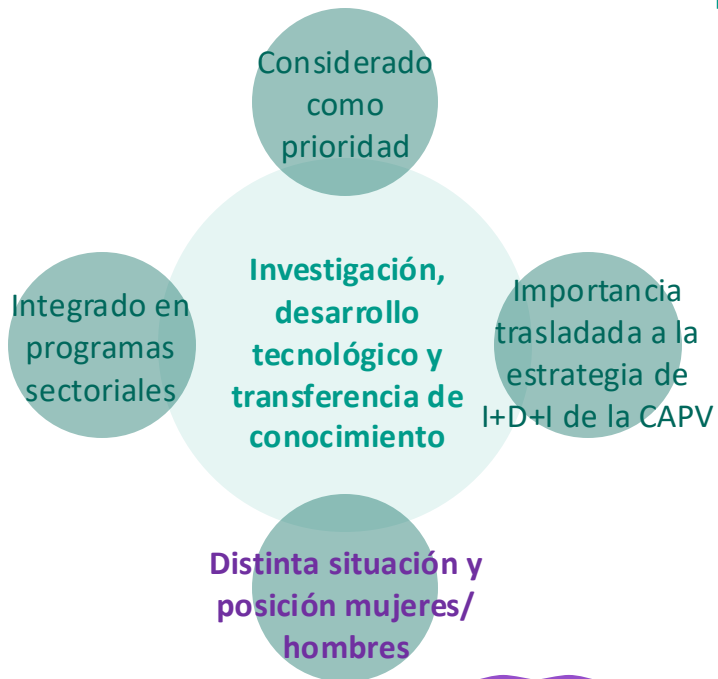 Considerado
como
prioridad
Integrado en
programas
sectoriales
Investigación,
desarrollo
tecnológico y
transferencia de
conocimiento
Importancia
trasladada a la
estrategia de
I+D+I de la CAPV
Distinta situación y
posición mujeres/
hombres